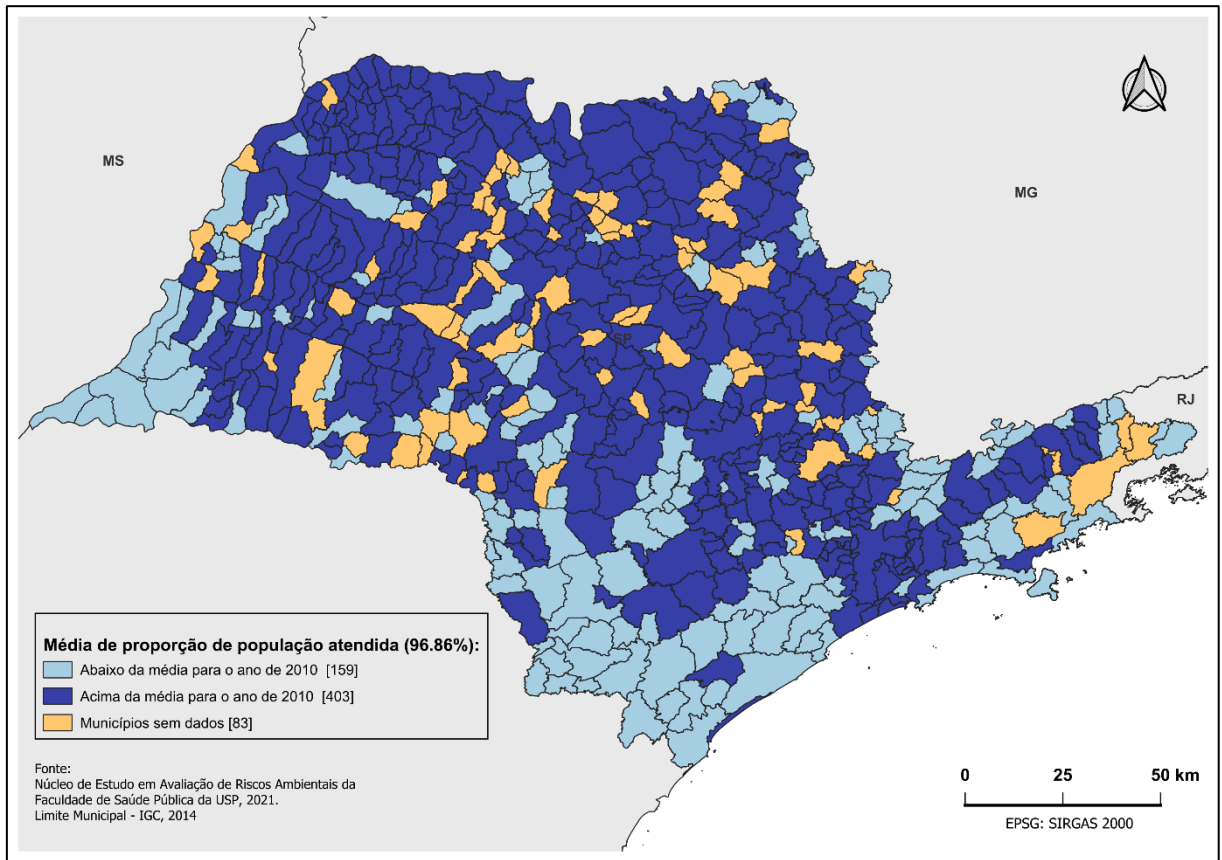 MS
MG
SP
RJ
Média de proporção de população atendida (96.86%):
Abaixo da média para o ano de 2010 [159]
Acima da média para o ano de 2010 [403]
Municípios sem dados [83]
Fonte:
Núcleo de Estudo em Avaliação de Riscos Ambientais da
Faculdade de Saúde Pública da USP, 2021.
Limite Municipal - IGC, 2014
0 25 50 km
EPSG: SIRGAS 2000